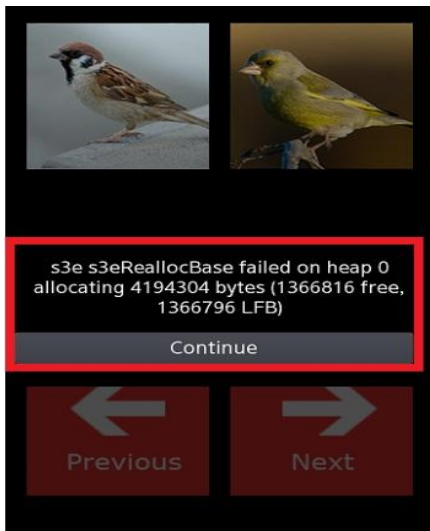 s3e s3eReallocBase failed on heap 0
allocating 4194304 bytes (1366816 free,
1366796 LFB)
Continue
Previous
Next